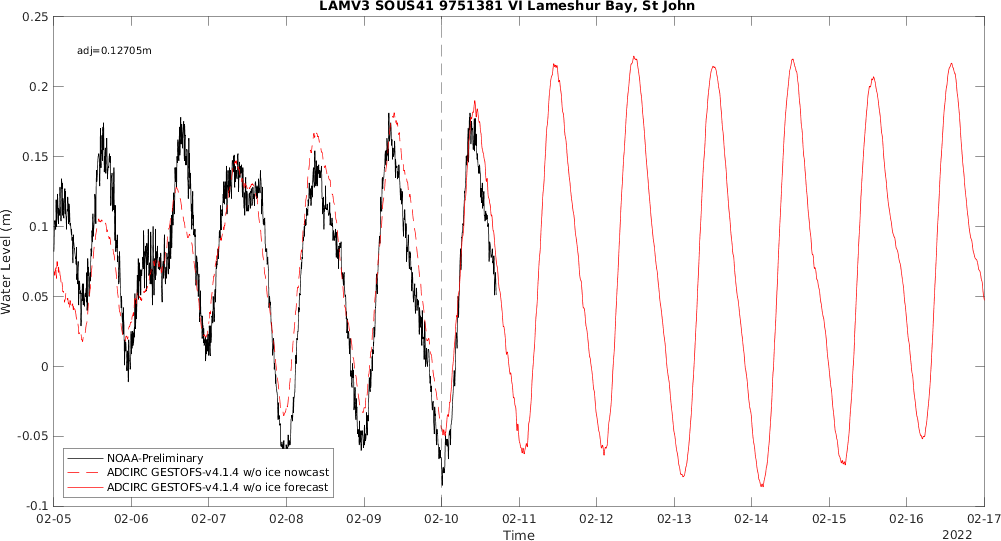 LAMV3 SOUS41 9751381 VI Lameshur Bay, St John
adj=0.12705m
0.25
0.2
0.15
0.1
0.05
0
-0.05
-0.1
Water Level (m)
NOAA-Preliminary
ADCIRC GESTOFS-v4.1.4 w/o ice nowcast
ADCIRC GESTOFS-v4.1.4 w/o ice forecast
02-05 02-06 02-07 02-08 02-09 02-10 02-11 02-12 02-13 02-14 02-15 02-16 02-17
Time
2022